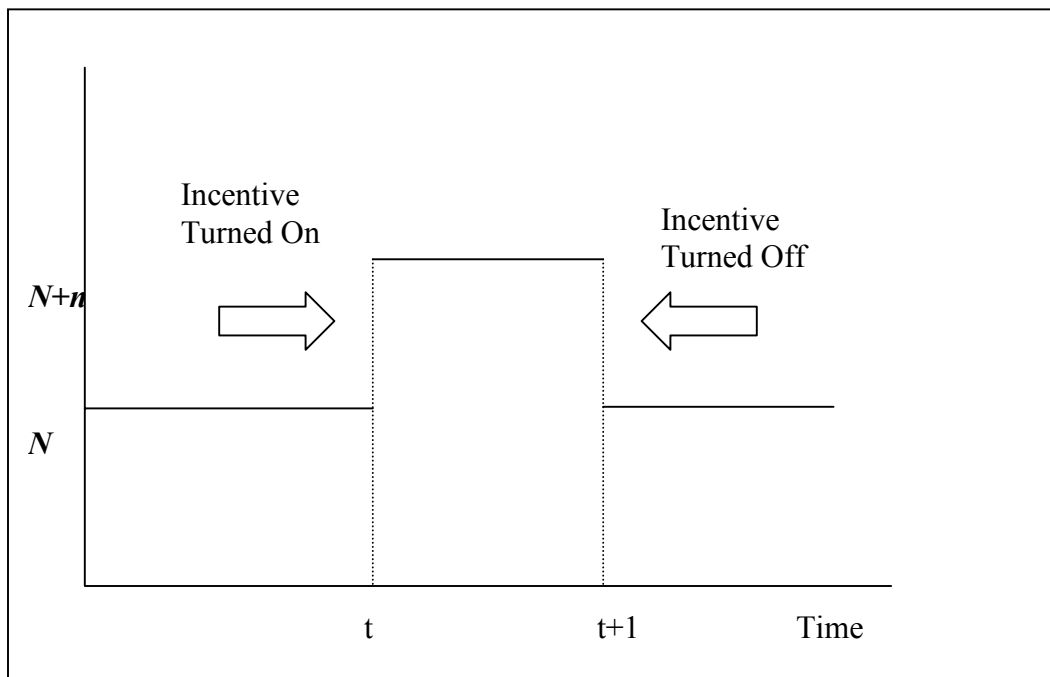 Incentive
Turned On
Incentive
Turned Off
N+n
N
t
t+1
Time